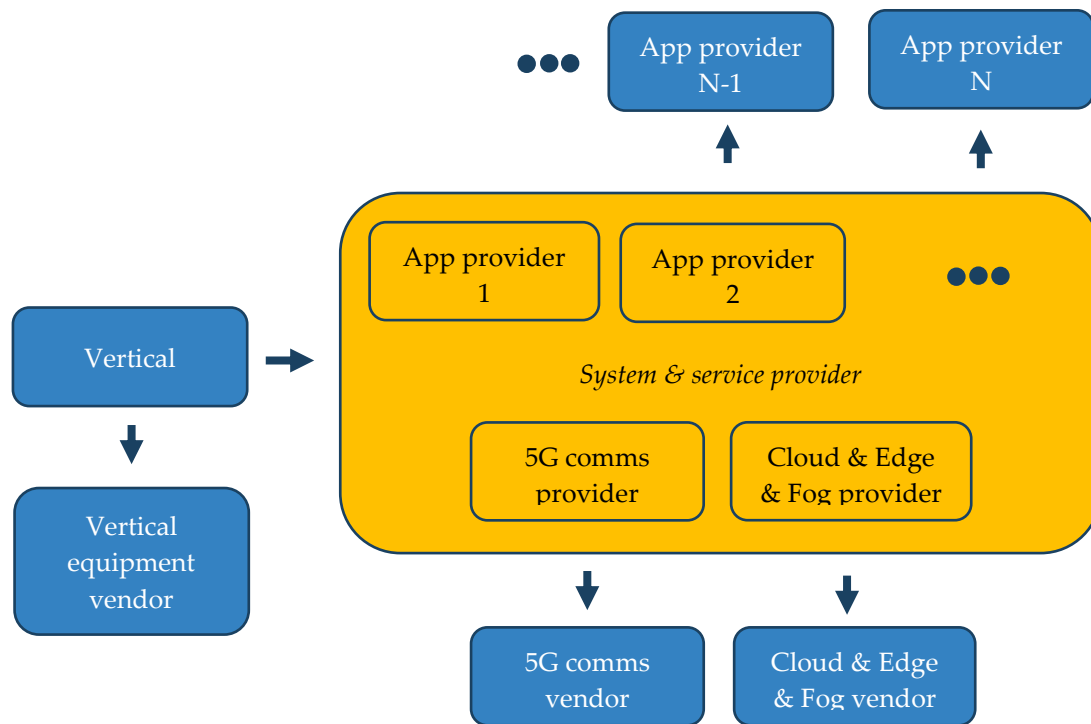 App provider
N-1
App provider
N
App provider
1
App provider
2
Vertical
System & service provider
5G comms
provider
Cloud & Edge
& Fog provider
Vertical
equipment
vendor
5G comms
vendor
Cloud & Edge
& Fog vendor